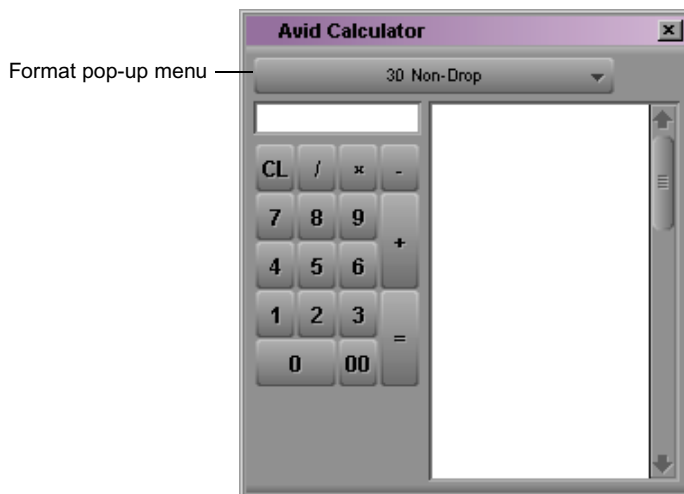 Avid Calculator
Format pop-up menu
30 Non-Drop
CL / × -
7 8 9
+
4 5 6
1 2 3
=
0 00